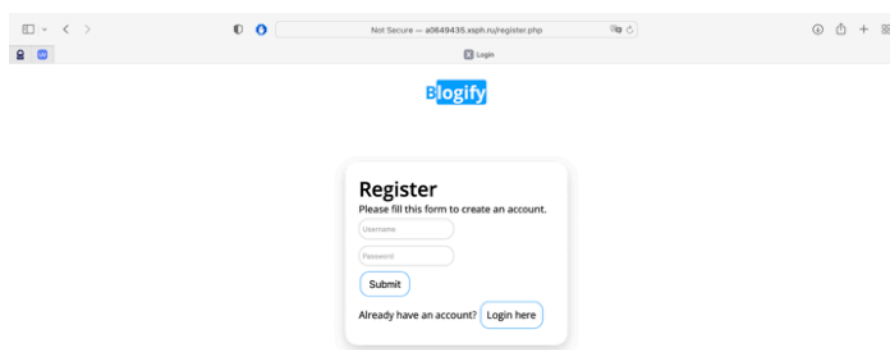 Not Secure — a0649435.xsph.ru/register.php
Login
Blogify
Register
Please fill this form to create an account.
Username
Password
Submit
Already have an account? Login here